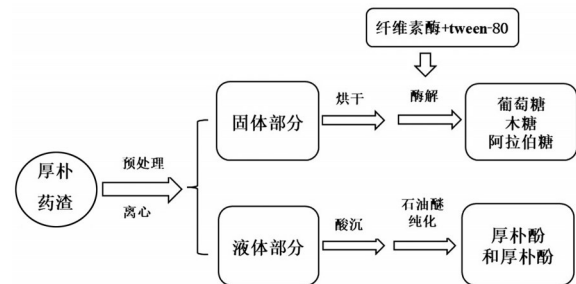 纤维素酶+tween-80
固体部分
烘干
酶解
葡萄糖
木糖
阿拉伯糖
厚朴
药渣
预处理
离心
液体部分
酸沉
石油醚
纯化
厚朴酚
和厚朴酚